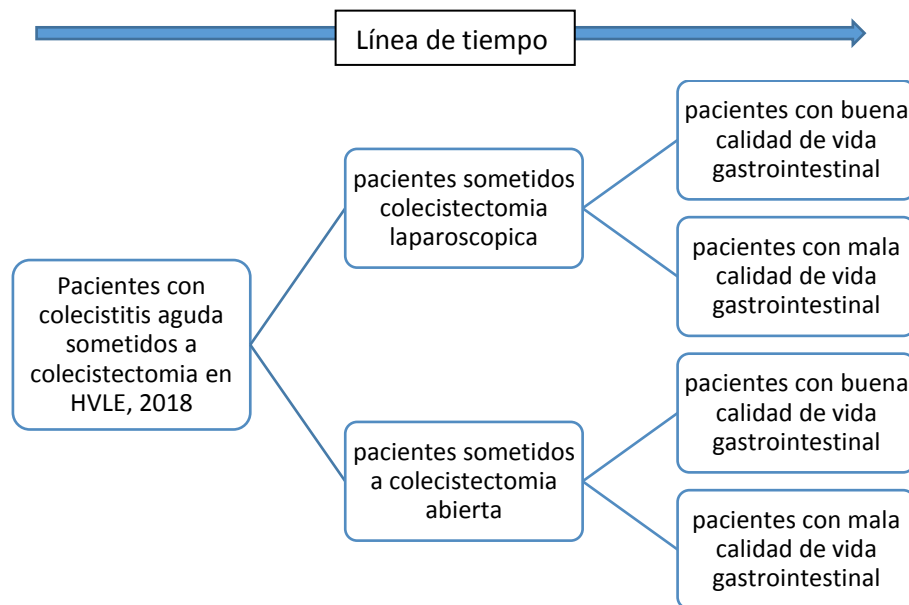 Línea de tiempo
pacientes con buena
calidad de vida
gastrointestinal
pacientes sometidos
colecistectomia
laparoscopica
pacientes con mala
calidad de vida
gastrointestinal
Pacientes con
colecistitis aguda
sometidos a
colecistectomia en
HVLE, 2018
pacientes con buena
calidad de vida
gastrointestinal
pacientes sometidos
a colecistectomia
abierta
pacientes con mala
calidad de vida
gastrointestinal